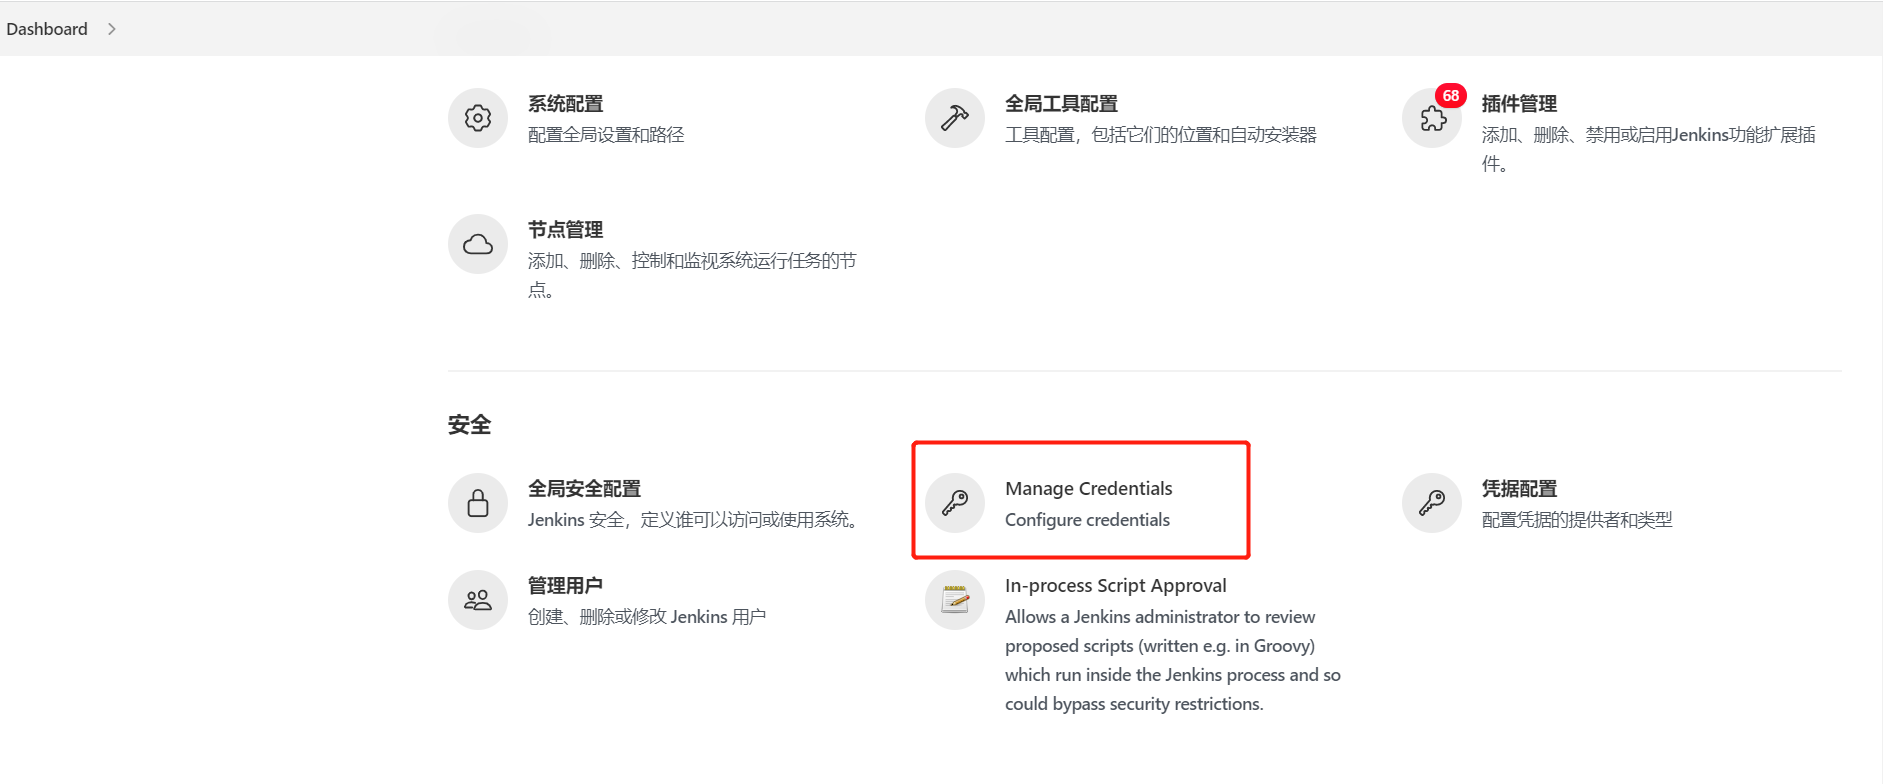 Dashboard
系统配置
配置全局设置和路径
全局工具配置
工具配置，包括它们的位置和自动安装器
68
插件管理
添加、删除、禁用或启用Jenkins功能扩展插
件。
节点管理
添加、删除、控制和监视系统运行任务的节
点。
安全
全局安全配置
Jenkins 安全，定义谁可以访问或使用系统。
Manage Credentials
Configure credentials
凭据配置
配置凭据的提供者和类型
管理用户
创建、删除或修改 Jenkins 用户
In-process Script Approval
Allows a Jenkins administrator to review
proposed scripts (written e.g. in Groovy)
which run inside the Jenkins process and so
could bypass security restrictions.